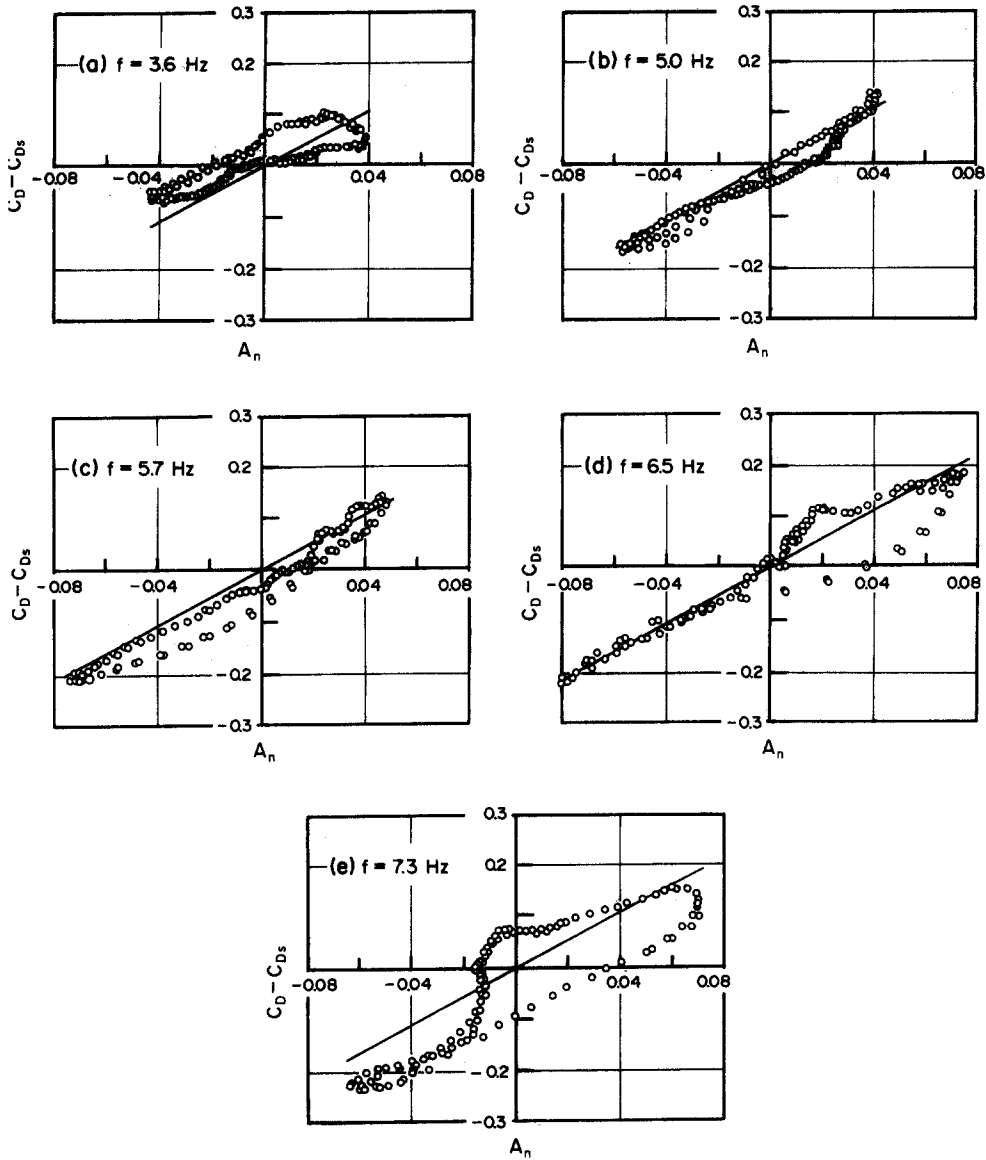 0.3
(a) f = 3.6 Hz
0.2
C_D − C_Ds
−0.08
−0.04
0.04
0.08
−0.2
−0.3
A_n
0.3
(b) f = 5.0 Hz
0.2
C_D − C_Ds
−0.08
−0.04
0.04
0.08
−0.2
−0.3
A_n
0.3
(c) f = 5.7 Hz
0.2
C_D − C_Ds
−0.08
−0.04
0.04
0.08
−0.2
−0.3
A_n
0.3
(d) f = 6.5 Hz
0.2
C_D − C_Ds
−0.08
−0.04
0.04
0.08
−0.2
−0.3
A_n
0.3
(e) f = 7.3 Hz
0.2
C_D − C_Ds
−0.08
−0.04
0.04
0.08
−0.2
−0.3
A_n